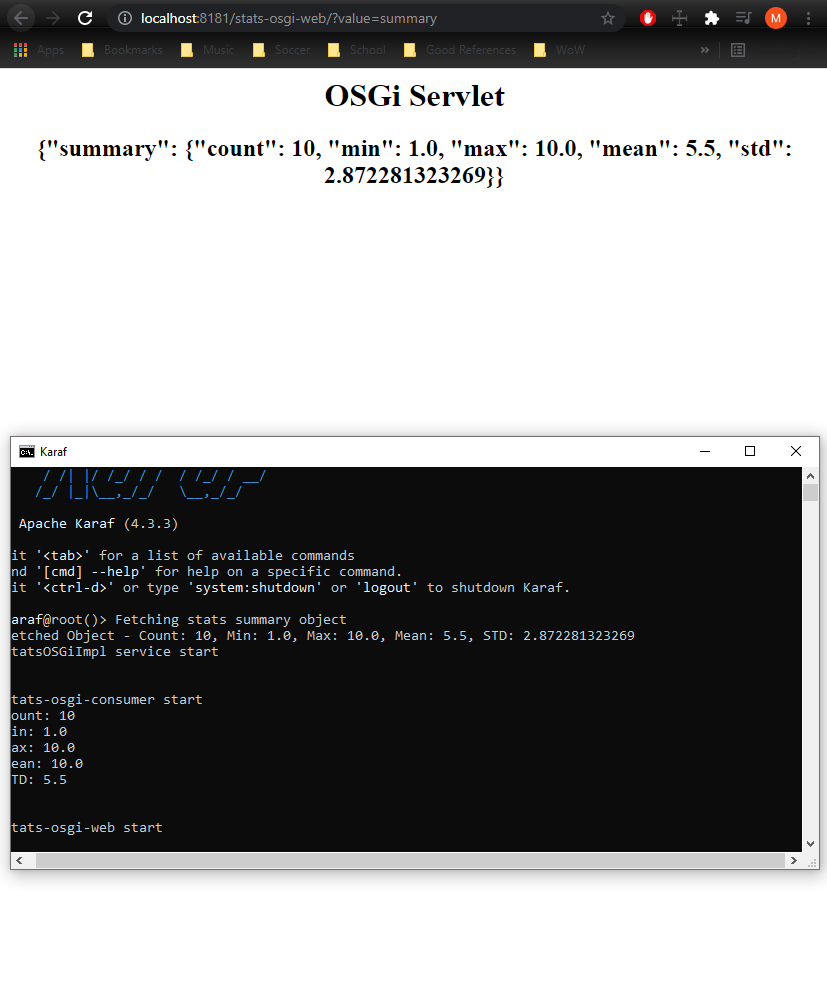 localhost:8181/stats-osgi-web/?value=summary
M
Apps Bookmarks Music Soccer School Good References WoW »
OSGi Servlet
{"summary": {"count": 10, "min": 1.0, "max": 10.0, "mean": 5.5, "std":
2.872281323269}}
Karaf
/ /| |/ /_/ / /  / /_/ / __/
/_/ |_|\__,_/_/   \__,_/_/
Apache Karaf (4.3.3)
it '<tab>' for a list of available commands
nd '[cmd] --help' for help on a specific command.
it '<ctrl-d>' or type 'system:shutdown' or 'logout' to shutdown Karaf.
araf@root()> Fetching stats summary object
etched Object - Count: 10, Min: 1.0, Max: 10.0, Mean: 5.5, STD: 2.872281323269
tatsOSGiImpl service start
tats-osgi-consumer start
ount: 10
in: 1.0
ax: 10.0
ean: 10.0
TD: 5.5
tats-osgi-web start